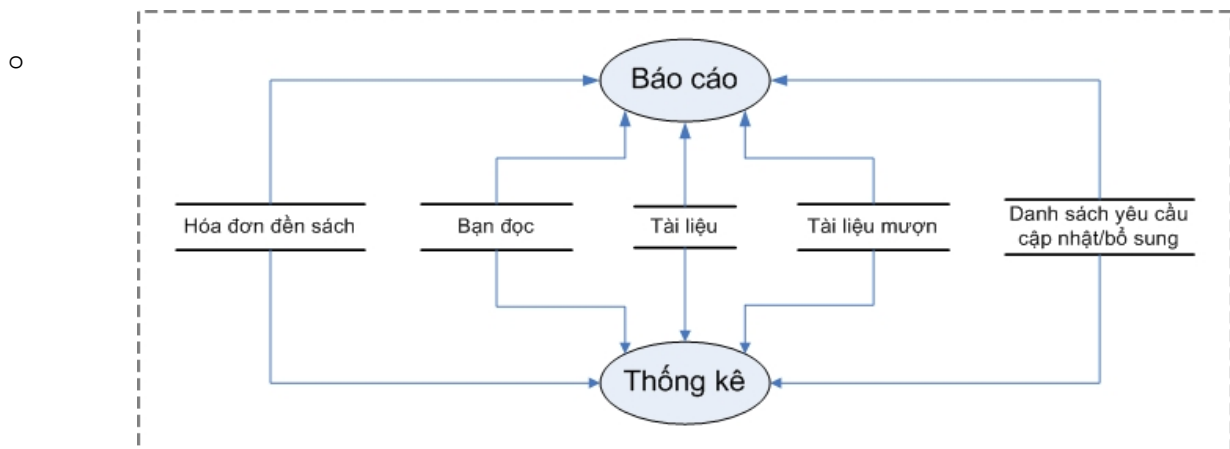 Báo cáo
Hóa đơn đền sách
Bạn đọc
Tài liệu
Tài liệu mượn
Danh sách yêu cầu
cập nhật/bổ sung
Thống kê